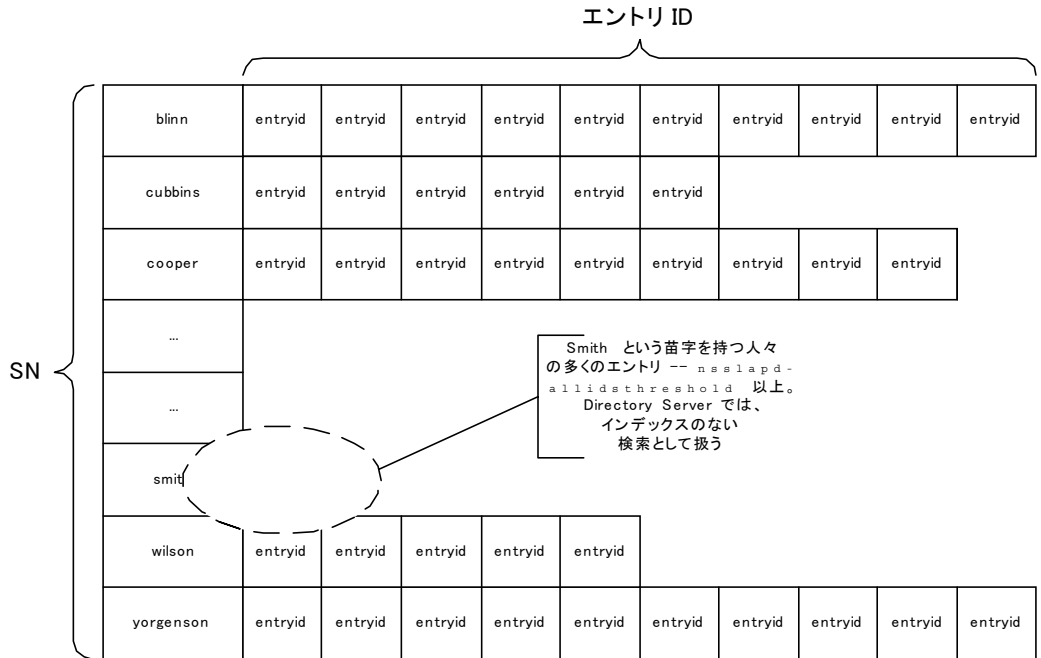 エントリ ID
blinn entryid entryid entryid entryid entryid entryid entryid entryid entryid entryid
cubbins entryid entryid entryid entryid entryid entryid
cooper entryid entryid entryid entryid entryid entryid entryid entryid entryid
...
SN
Smith という苗字を持つ人々
の多くのエントリ -- nsslapd-
allidsthreshold 以上。
Directory Server では、
インデックスのない
検索として扱う
...
smit
wilson entryid entryid entryid entryid entryid
yorgenson entryid entryid entryid entryid entryid entryid entryid entryid entryid entryid